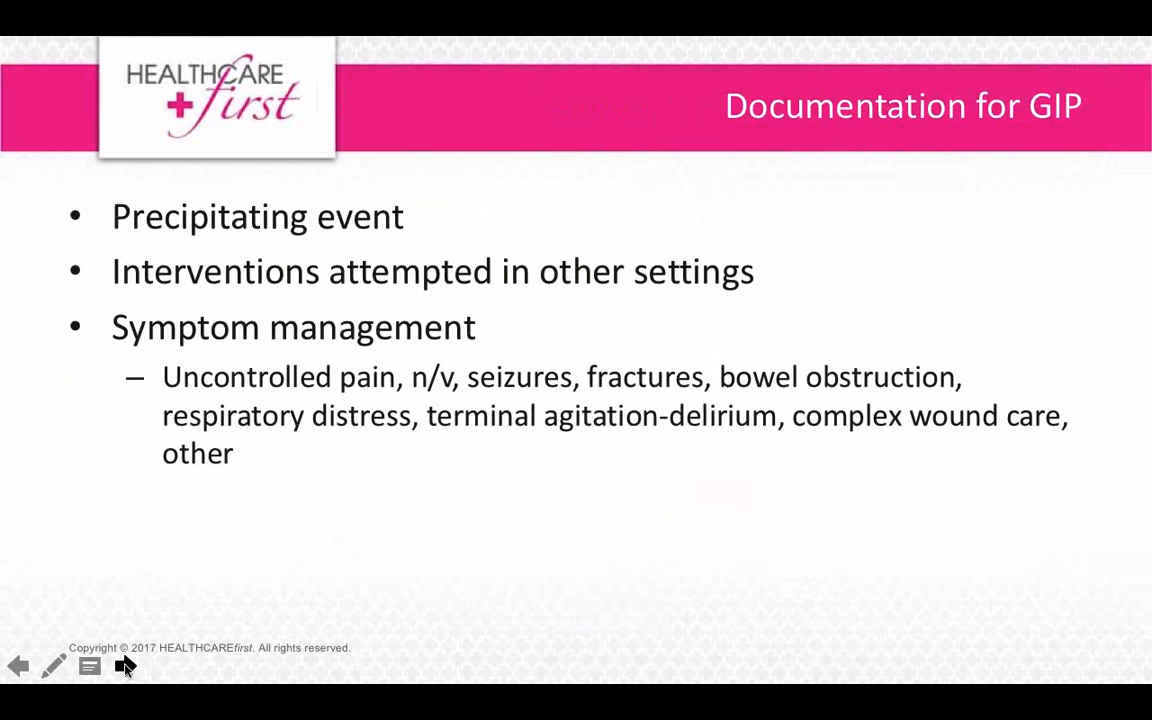 HEALTHCARE
first
Documentation for GIP
• Precipitating event
• Interventions attempted in other settings
• Symptom management
– Uncontrolled pain, n/v, seizures, fractures, bowel obstruction,
respiratory distress, terminal agitation-delirium, complex wound care,
other
Copyright © 2017 HEALTHCAREfirst. All rights reserved.